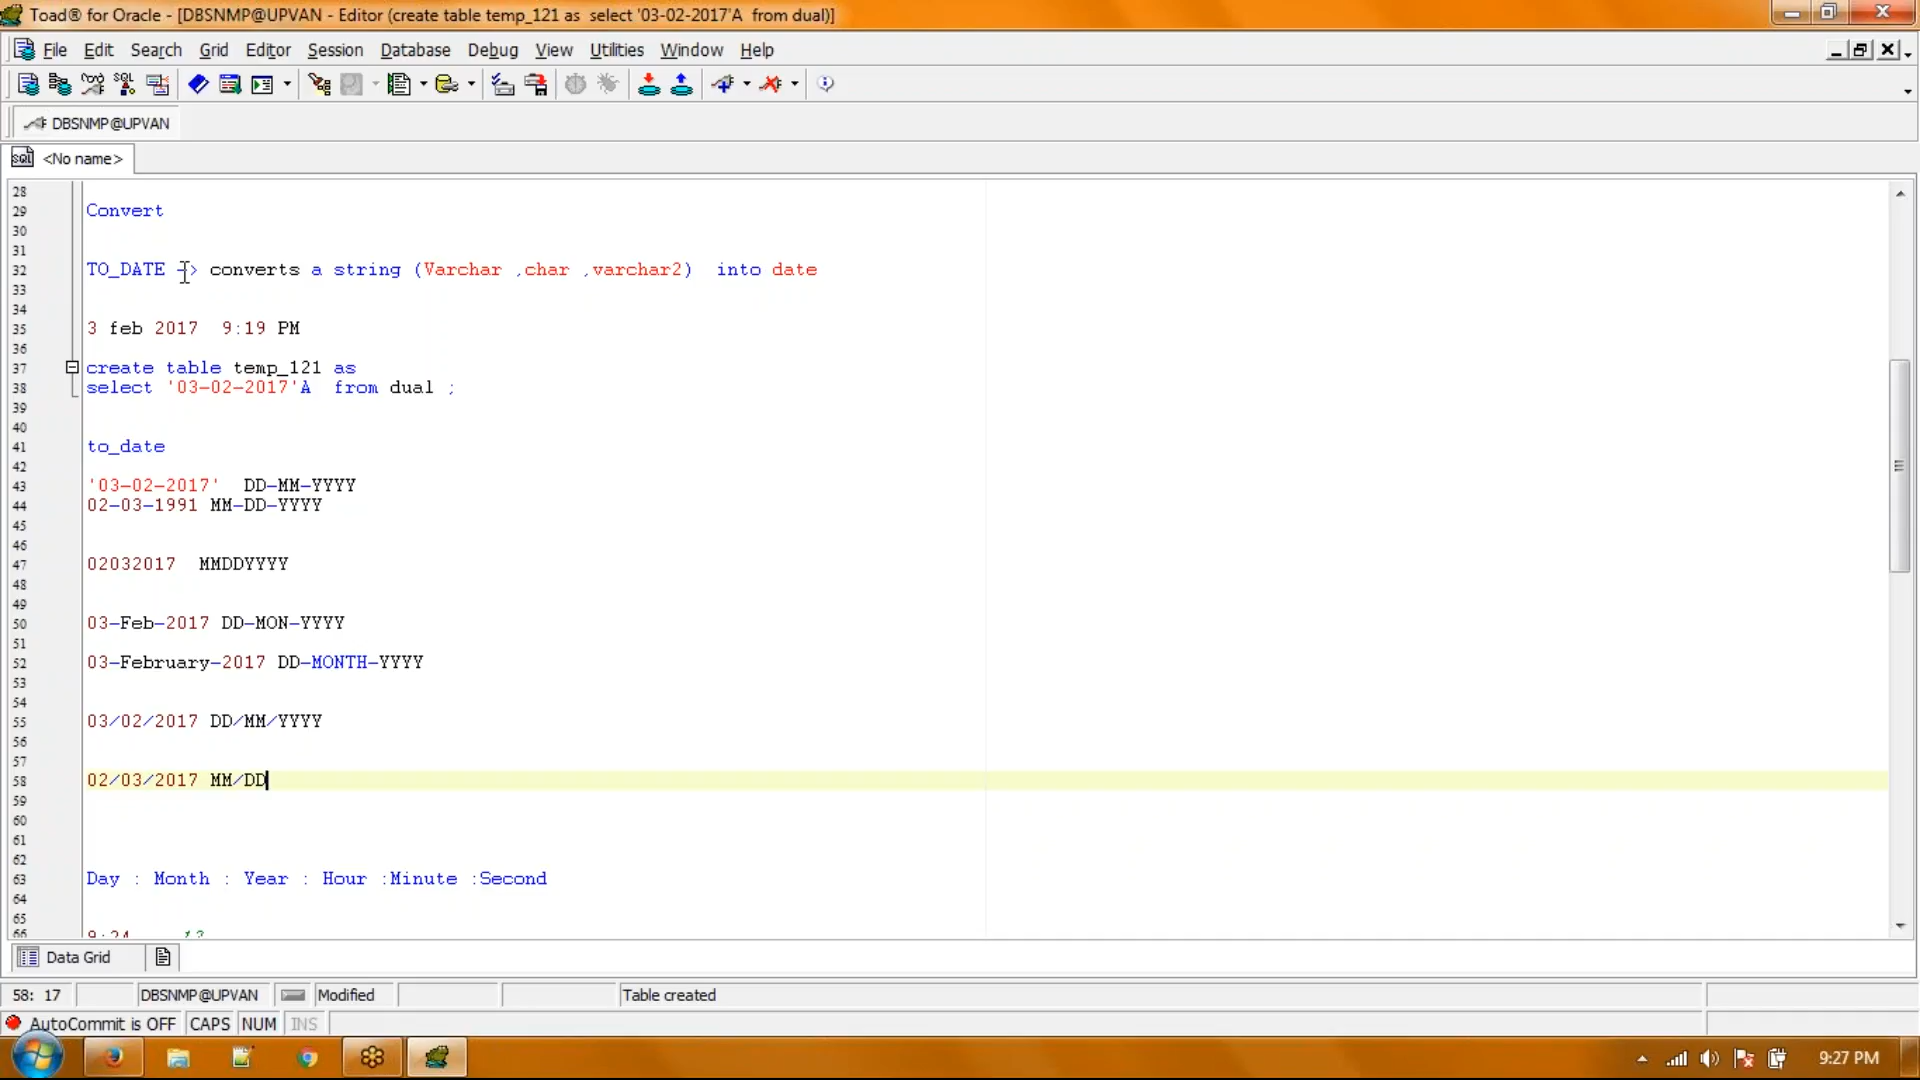 Toad® for Oracle - [DBSNMP@UPVAN - Editor (create table temp_121 as  select '03-02-2017'A  from dual)]
File Edit Search Grid Editor Session Database Debug View Utilities Window Help
DBSNMP@UPVAN
<No name>
28
29 Convert
30
31
32 TO_DATE -> converts a string (Varchar ,char ,varchar2)  into date
33
34
35 3 feb 2017  9:19 PM
36
37 create table temp_121 as
38 select '03-02-2017'A  from dual ;
39
40
41 to_date
42
43 '03-02-2017'  DD-MM-YYYY
44 02-03-1991 MM-DD-YYYY
45
46
47 02032017  MMDDYYYY
48
49
50 03-Feb-2017 DD-MON-YYYY
51
52 03-February-2017 DD-MONTH-YYYY
53
54
55 03/02/2017 DD/MM/YYYY
56
57
58 02/03/2017 MM/DD
59
60
61
62
63 Day : Month : Year : Hour :Minute :Second
64
65
66 9:24
Data Grid
58: 17 DBSNMP@UPVAN Modified Table created
AutoCommit is OFF CAPS NUM INS
9:27 PM